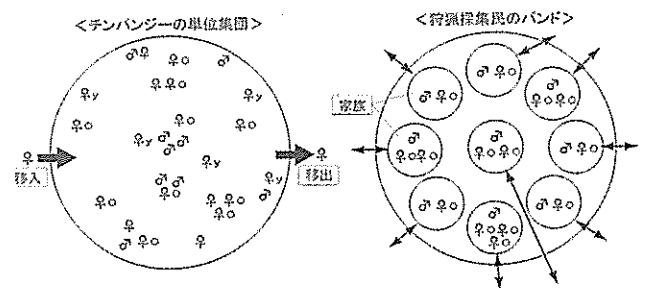 <チンパンジーの単位集団>
<狩猟採集民のバンド>
♂♀ ♀o ♂
♀♀o
♀y ♀y
♀o ♀o ♀o
♀y ♂♂♂
♀y
♀ 移入
♀ 移出
♂♂
♀o
♀y
♂
♀o ♀♀o
♀o
♀
♂♀o ♀
家族
♂♀o
♂♀o
♂
♀o♀o
♂
♀o♀o
♂
♀o♀o
♂♀o
♂♀o
♂
♀o♀o
♀o
♂♀o